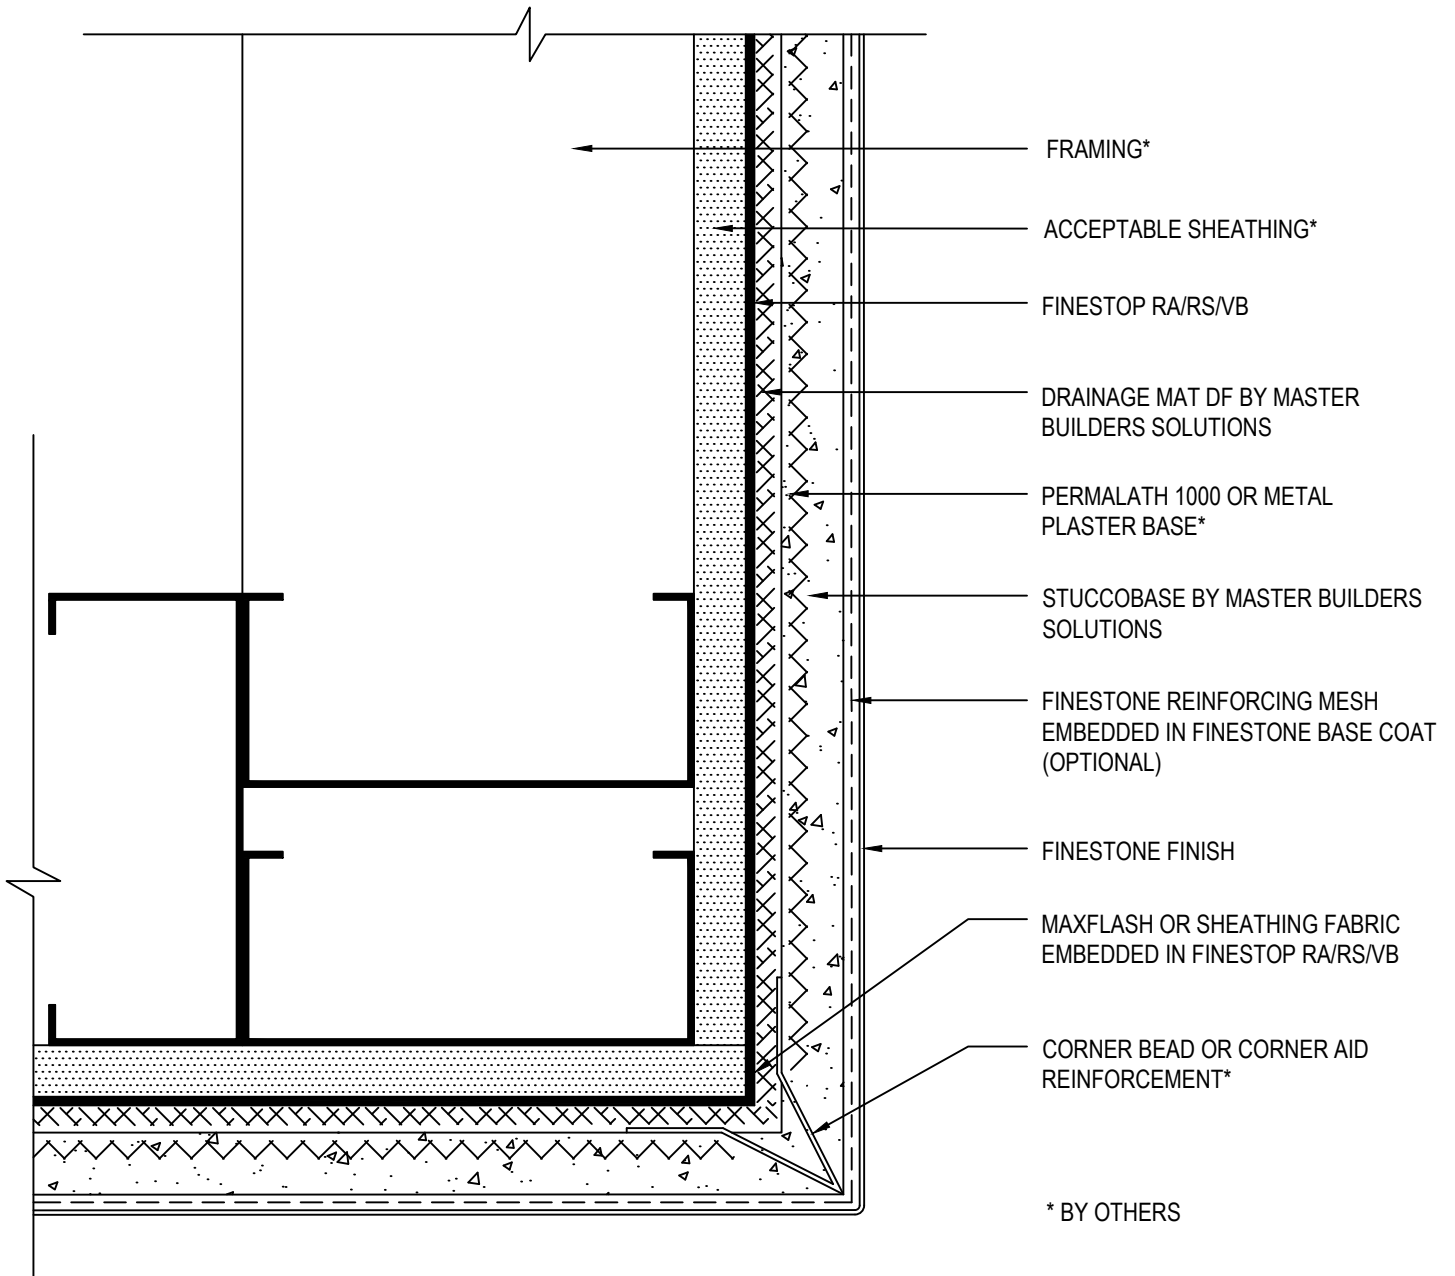 FRAMING*
ACCEPTABLE SHEATHING*
FINESTOP RA/RS/VB
DRAINAGE MAT DF BY MASTER
BUILDERS SOLUTIONS
PERMALATH 1000 OR METAL
PLASTER BASE*
STUCCOBASE BY MASTER BUILDERS
SOLUTIONS
FINESTONE REINFORCING MESH
EMBEDDED IN FINESTONE BASE COAT
(OPTIONAL)
FINESTONE FINISH
MAXFLASH OR SHEATHING FABRIC
EMBEDDED IN FINESTOP RA/RS/VB
CORNER BEAD OR CORNER AID
REINFORCEMENT*
* BY OTHERS